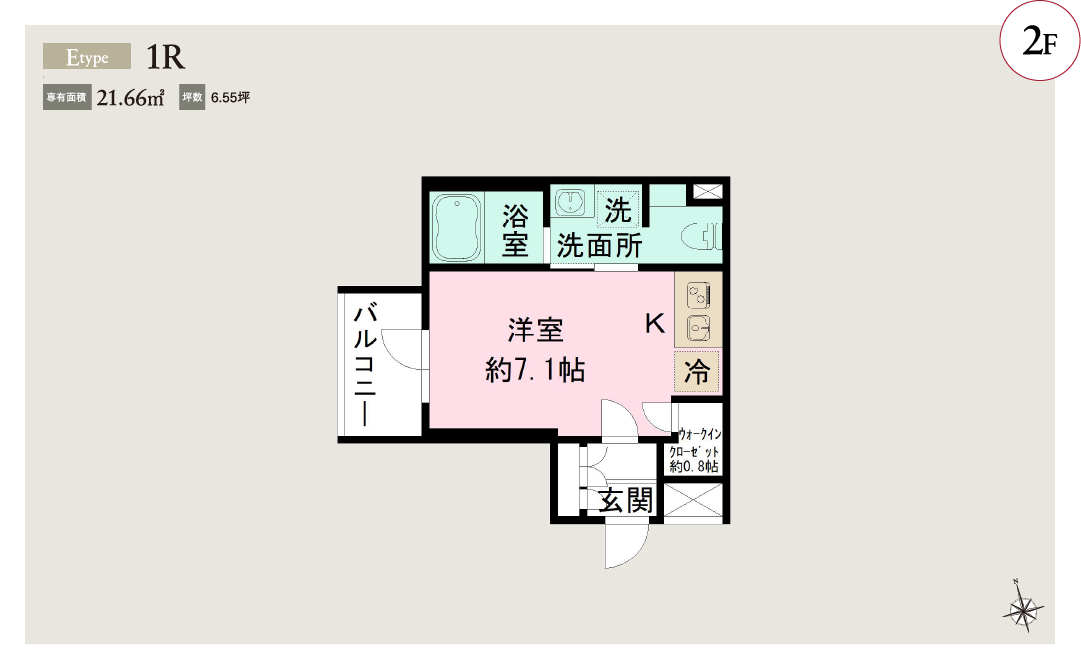 2F
Etype 1R
専有面積 21.66㎡ 坪数 6.55坪
浴室
洗
洗面所
バルコニー
洋室
約7.1帖
K
冷
ウォークイン
クローゼット
約0.8帖
玄関
N